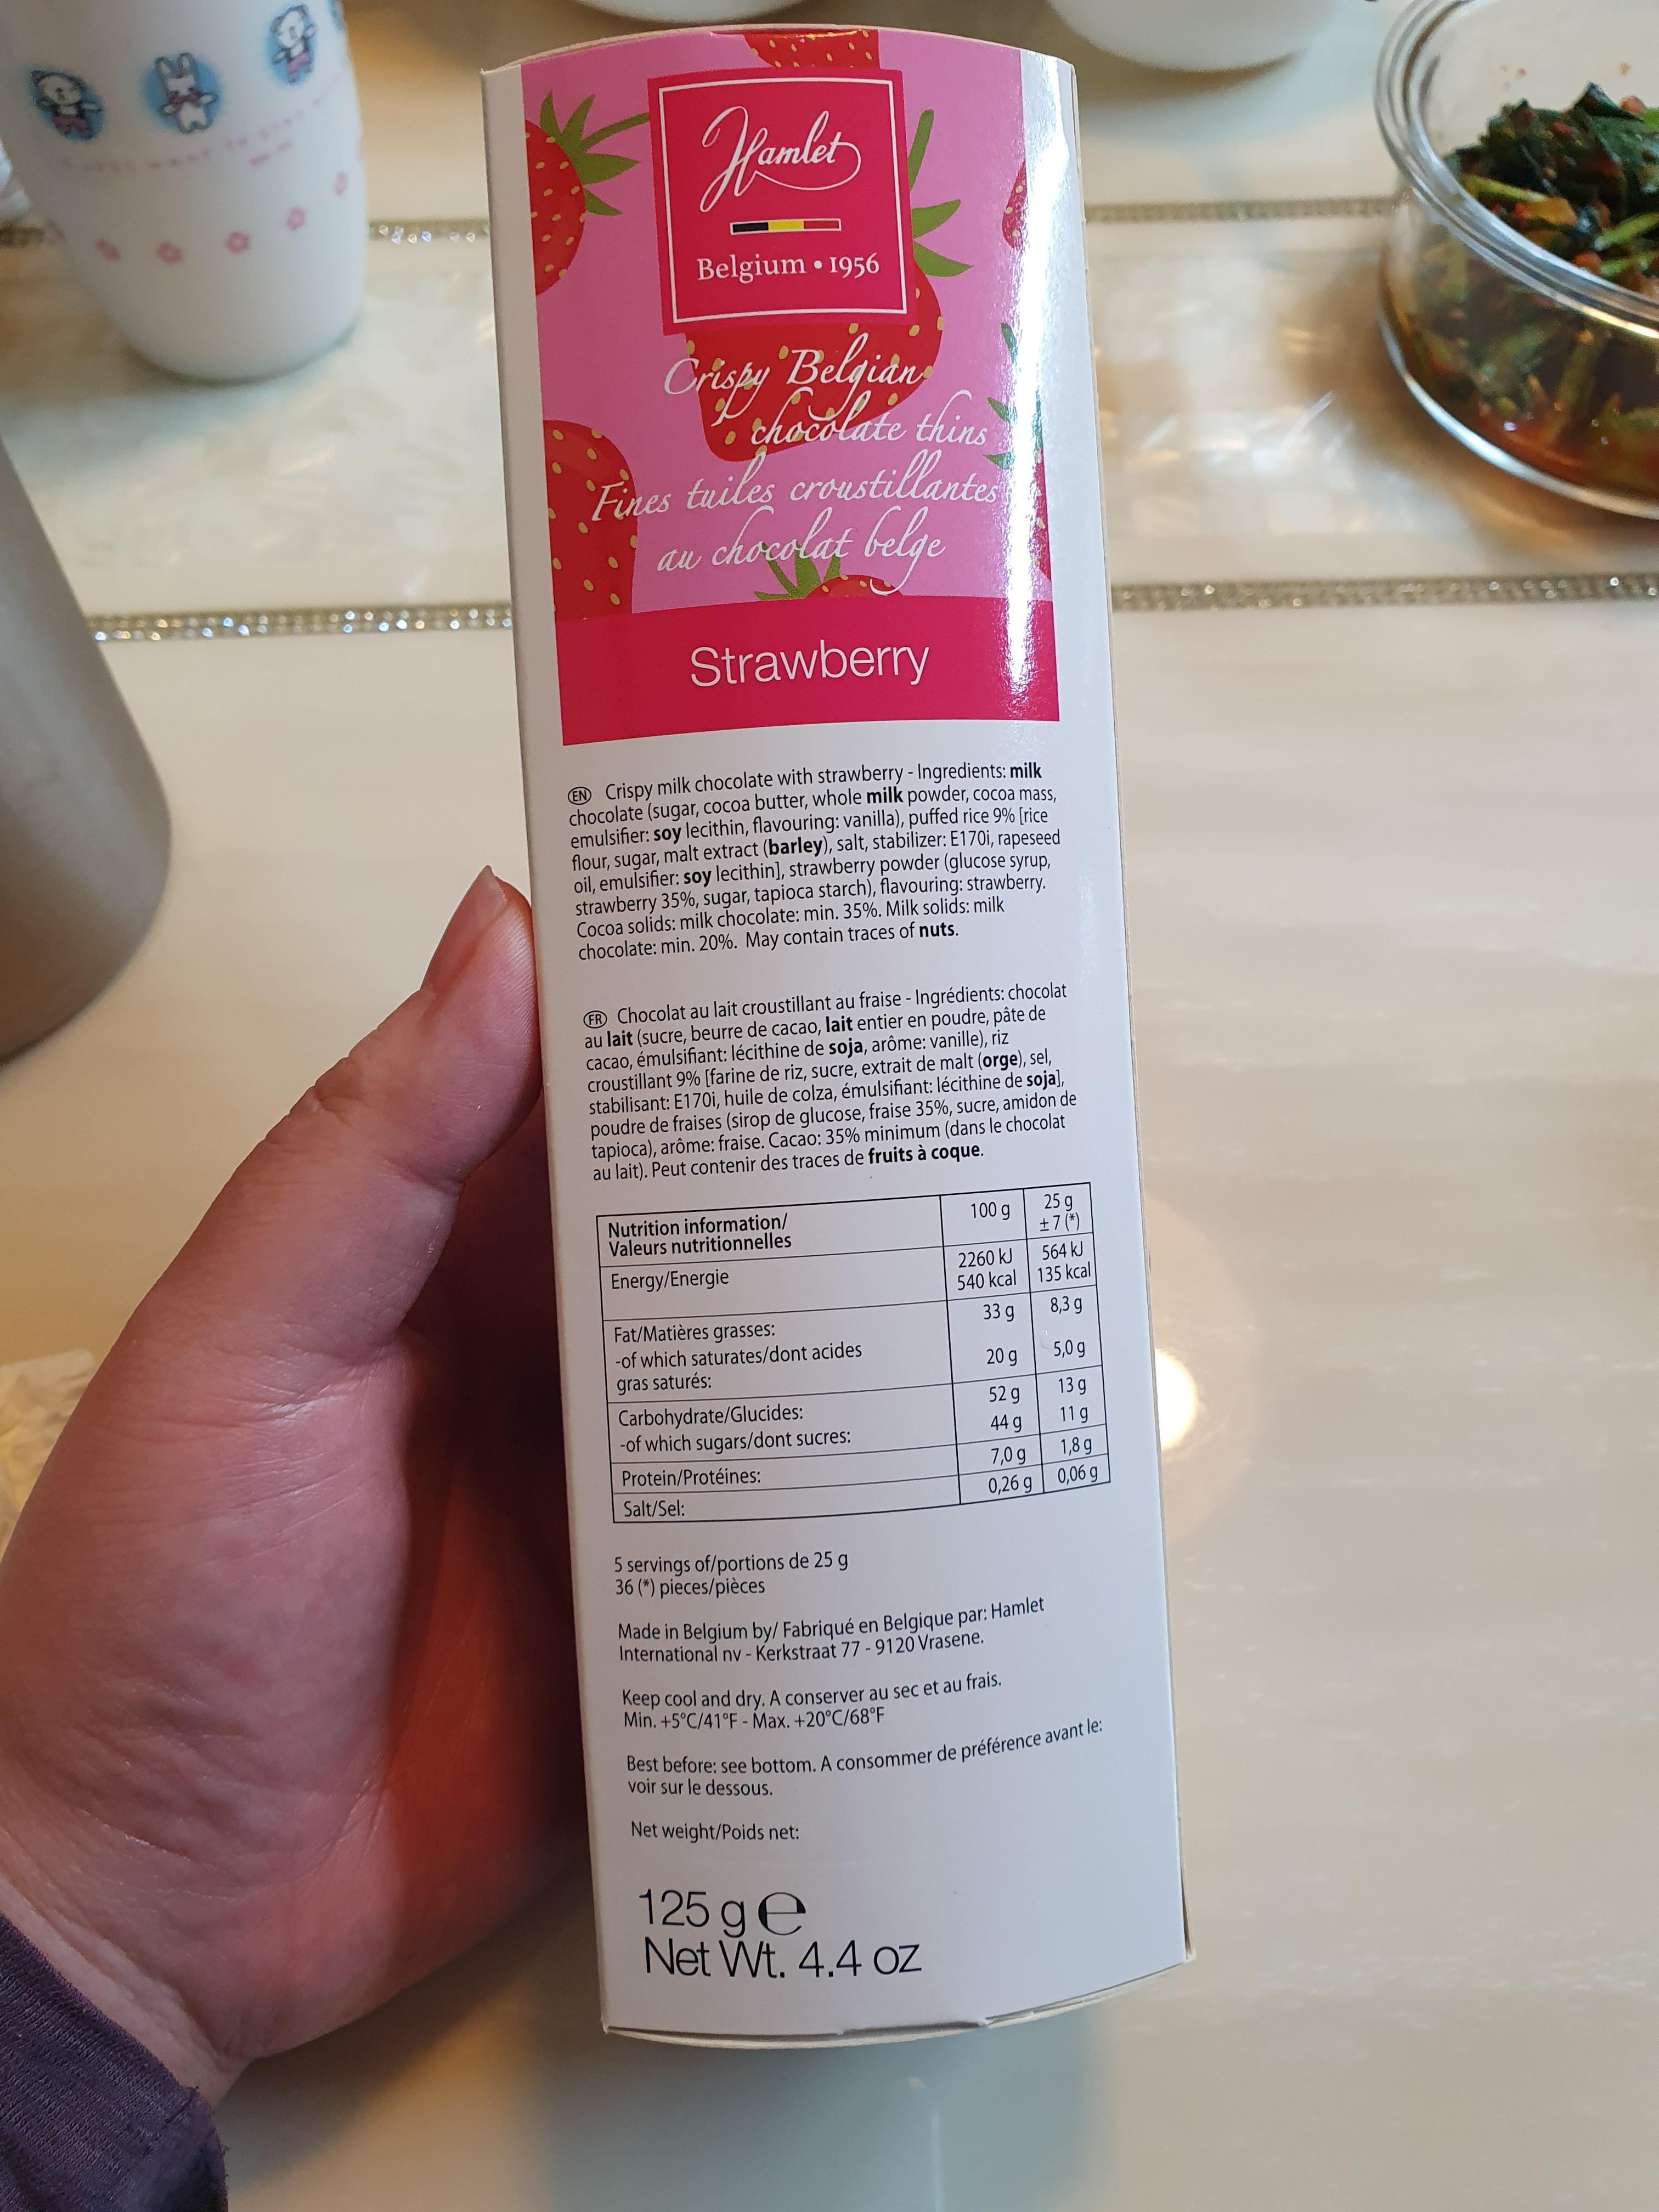 Hamlet
Belgium • 1956
Crispy Belgian
chocolate thins
Fines tuiles croustillantes
au chocolat belge
Strawberry
EN Crispy milk chocolate with strawberry - Ingredients: milk
chocolate (sugar, cocoa butter, whole milk powder, cocoa mass,
emulsifier: soy lecithin, flavouring: vanilla), puffed rice 9% [rice
flour, sugar, malt extract (barley), salt, stabilizer: E170i, rapeseed
oil, emulsifier: soy lecithin], strawberry powder (glucose syrup,
strawberry 35%, sugar, tapioca starch), flavouring: strawberry.
Cocoa solids: milk chocolate: min. 35%. Milk solids: milk
chocolate: min. 20%. May contain traces of nuts.
FR Chocolat au lait croustillant au fraise - Ingrédients: chocolat
au lait (sucre, beurre de cacao, lait entier en poudre, pâte de
cacao, émulsifiant: lécithine de soja, arôme: vanille), riz
croustillant 9% [farine de riz, sucre, extrait de malt (orge), sel,
stabilisant: E170i, huile de colza, émulsifiant: lécithine de soja],
poudre de fraises (sirop de glucose, fraise 35%, sucre, amidon de
tapioca), arôme: fraise. Cacao: 35% minimum (dans le chocolat
au lait). Peut contenir des traces de fruits à coque.
Nutrition information/ 100 g 25 g
Valeurs nutritionnelles ±7 (*)
Energy/Energie 2260 kJ 564 kJ
540 kcal 135 kcal
Fat/Matières grasses: 33 g 8,3 g
-of which saturates/dont acides 20 g 5,0 g
gras saturés:
Carbohydrate/Glucides: 52 g 13 g
-of which sugars/dont sucres: 44 g 11 g
Protein/Protéines: 7,0 g 1,8 g
Salt/Sel: 0,26 g 0,06 g
5 servings of/portions de 25 g
36 (*) pieces/pièces
Made in Belgium by/ Fabriqué en Belgique par: Hamlet
International nv - Kerkstraat 77 - 9120 Vrasene.
Keep cool and dry. A conserver au sec et au frais.
Min. +5°C/41°F - Max. +20°C/68°F
Best before: see bottom. A consommer de préférence avant le:
voir sur le dessous.
Net weight/Poids net:
125 g e
Net Wt. 4.4 oz